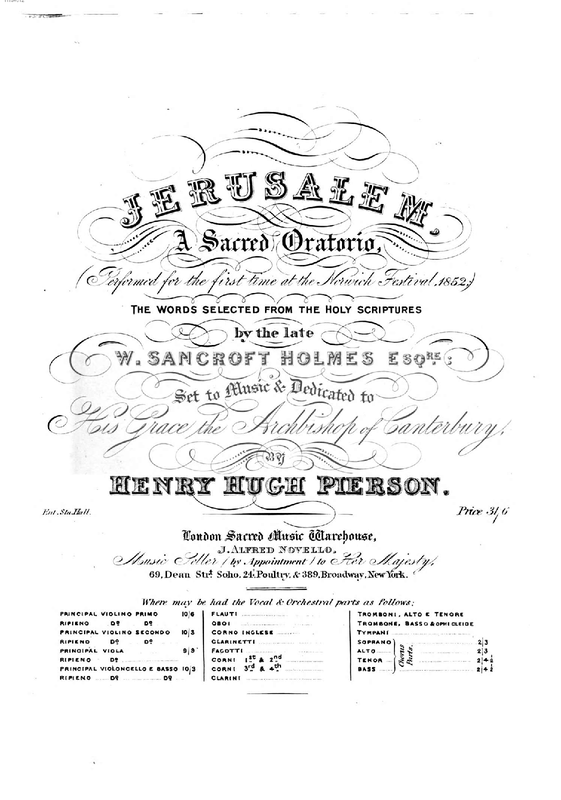 JERUSALEM.
A Sacred Oratorio,
(Performed for the first time at the Norwich Festival, 1852,)
THE WORDS SELECTED FROM THE HOLY SCRIPTURES
by the late
W. SANCROFT HOLMES ESQRE:
Set to Music & Dedicated to
His Grace the Archbishop of Canterbury,
BY
HENRY HUGH PIERSON.
Ent. Sta. Hall. Price 31/6
London Sacred Music Warehouse,
J. ALFRED NOVELLO,
Music Seller (by Appointment) to Her Majesty,
69, Dean Strt. Soho, 24, Poultry, & 389, Broadway, New York.
Where may be had the Vocal & Orchestral parts as follows;
PRINCIPAL VIOLINO PRIMO 10/6
RIPIENO Do. Do.
PRINCIPAL VIOLINO SECONDO 10/3
RIPIENO Do. Do.
PRINCIPAL VIOLA 9/9
RIPIENO Do.
PRINCIPAL VIOLONCELLO E BASSO 10/3
RIPIENO Do. Do.
FLAUTI
OBOI
CORNO INGLESE
CLARINETTI
FAGOTTI
CORNI 1st & 2nd
CORNI 3rd & 4th
CLARINI
TROMBONI, ALTO E TENORE
TROMBONE, BASSO & OPHICLEIDE
TYMPANI
SOPRANO 2/3
ALTO 2/3
TENOR 2/4½
BASS 2/4½
Chorus Parts.